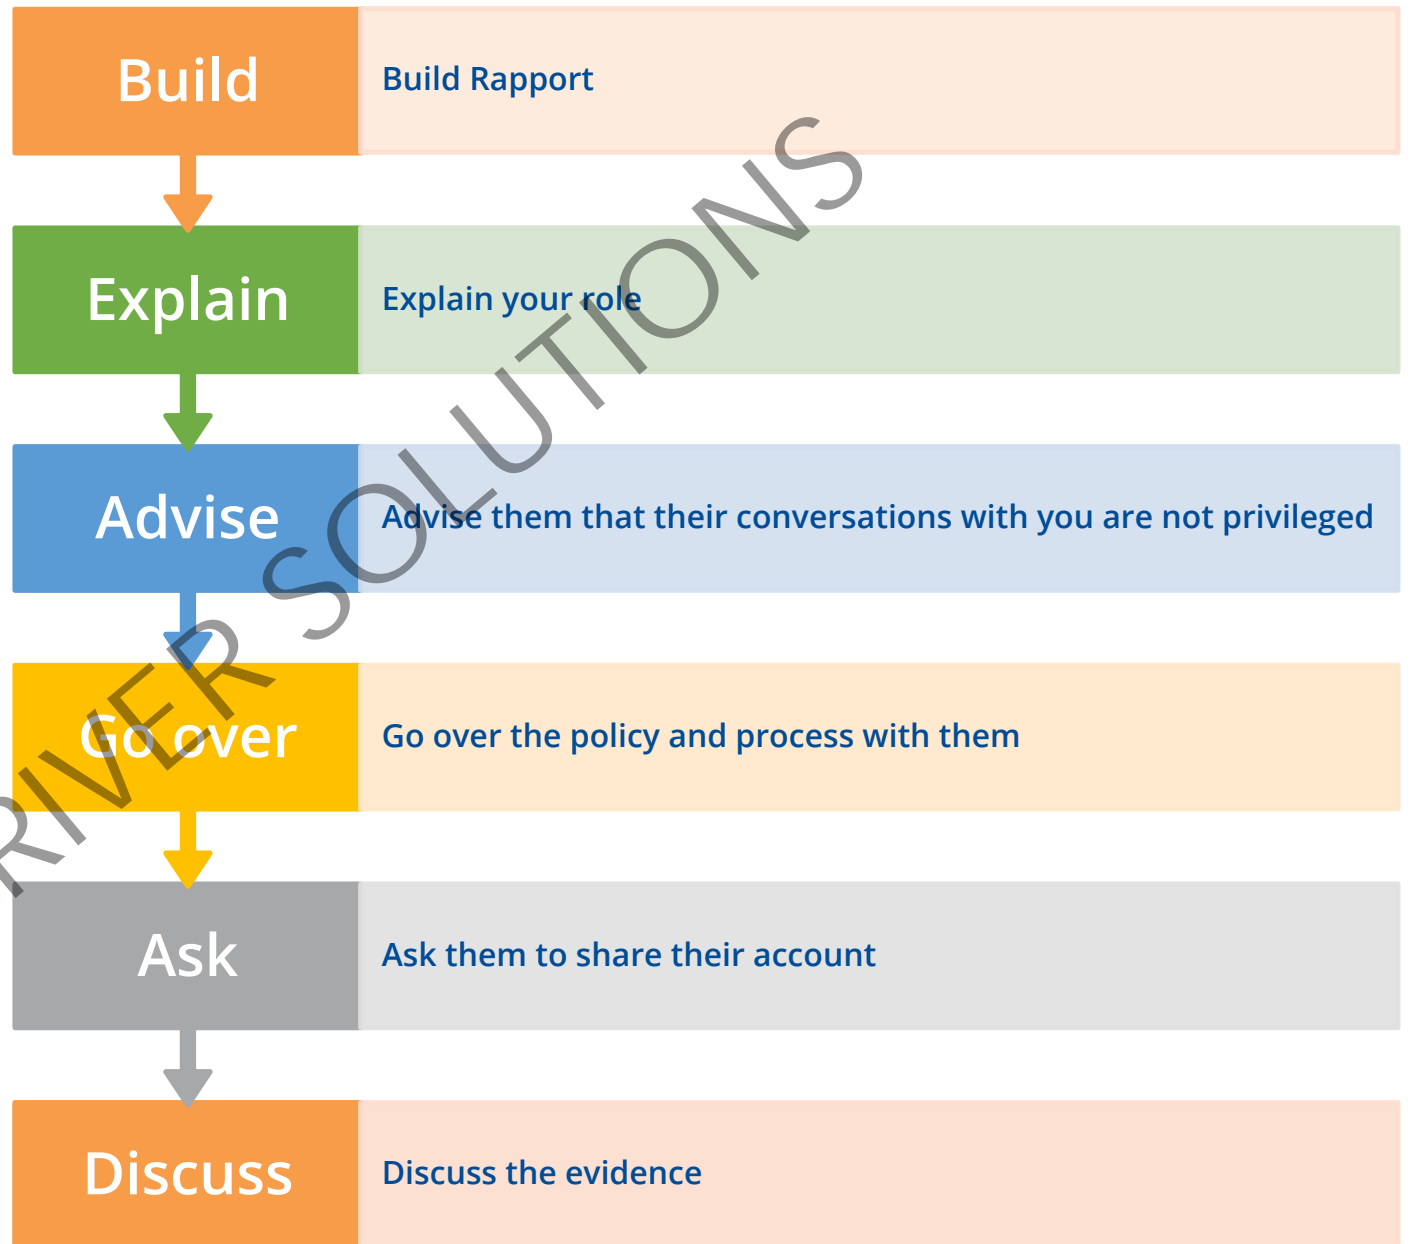 Build
Build Rapport
Explain
Explain your role
Advise
Advise them that their conversations with you are not privileged
Go over
Go over the policy and process with them
Ask
Ask them to share their account
Discuss
Discuss the evidence
RIVER SOLUTIONS